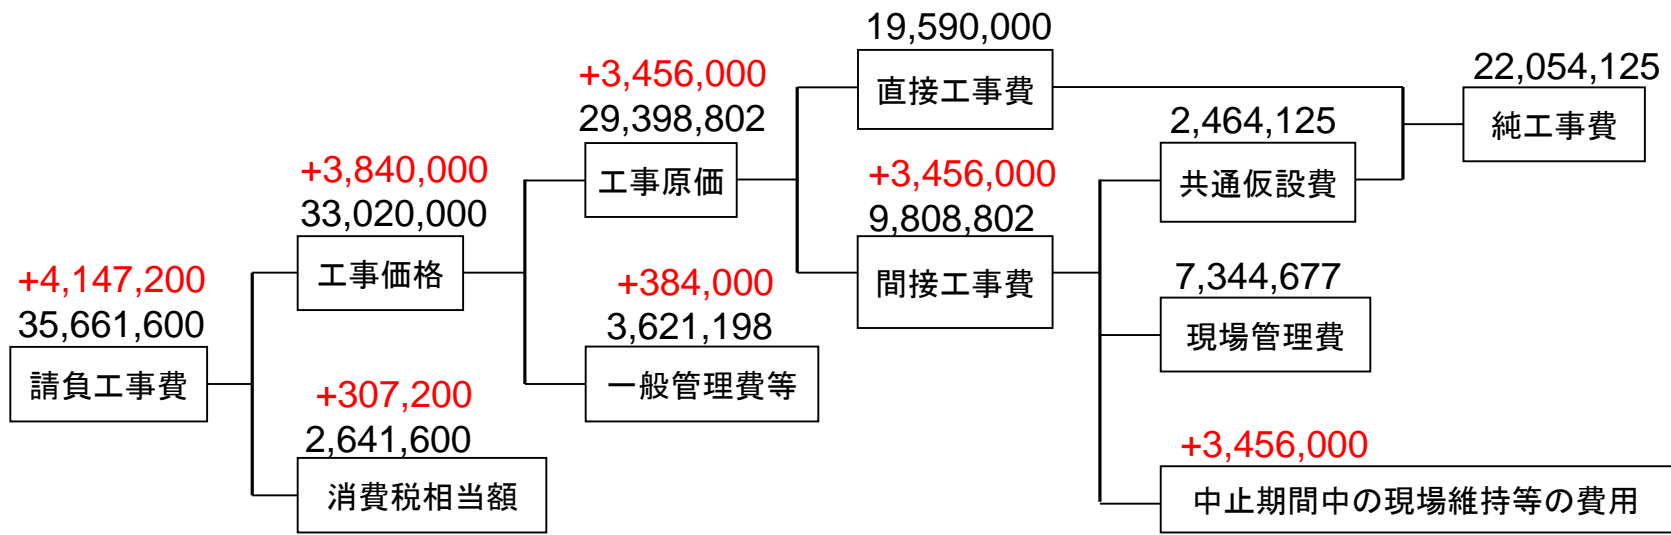 19,590,000
直接工事費
22,054,125
純工事費
+3,456,000
29,398,802
工事原価
2,464,125
共通仮設費
+3,840,000
33,020,000
工事価格
+3,456,000
9,808,802
間接工事費
+4,147,200
35,661,600
請負工事費
+384,000
3,621,198
一般管理費等
7,344,677
現場管理費
+307,200
2,641,600
消費税相当額
+3,456,000
中止期間中の現場維持等の費用